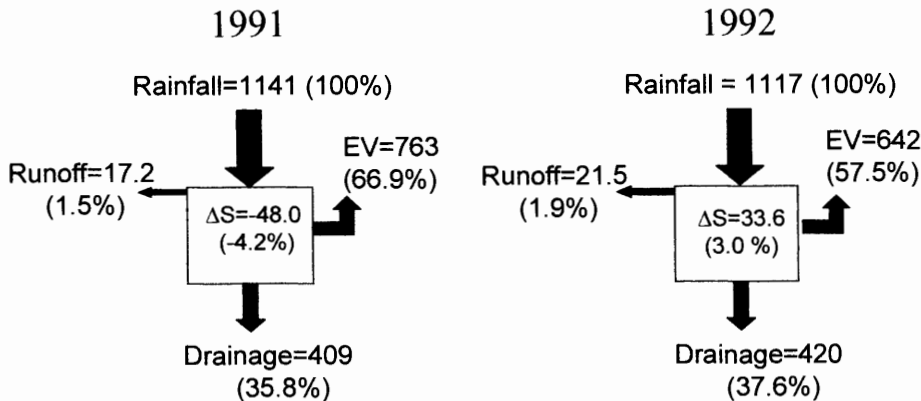 1991
Rainfall=1141 (100%)
EV=763
(66.9%)
Runoff=17.2
(1.5%)
ΔS=-48.0
(-4.2%)
Drainage=409
(35.8%)
1992
Rainfall = 1117 (100%)
EV=642
(57.5%)
Runoff=21.5
(1.9%)
ΔS=33.6
(3.0 %)
Drainage=420
(37.6%)